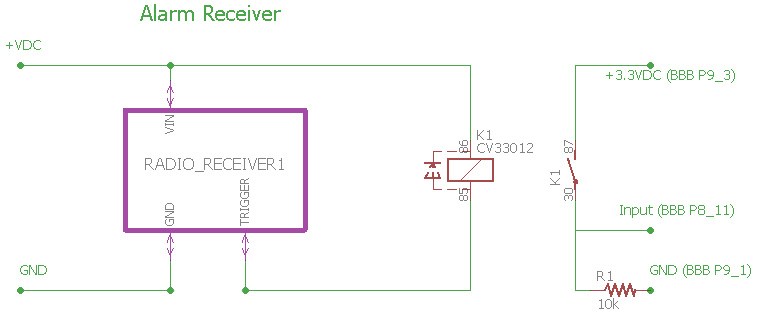 Alarm Receiver
+VDC
+3.3VDC (BBB P9_3)
VIN
RADIO_RECEIVER1
GND
TRIGGER
86
K1
CV33012
85
87
K1
30
Input (BBB P8_11)
GND
GND (BBB P9_1)
R1
10k